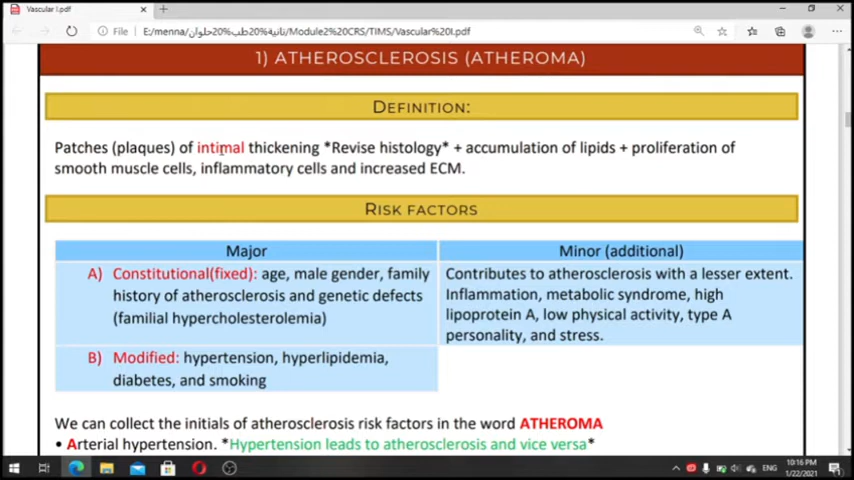 Vascular I.pdf
File | E:/menna/تانية%20طب%20حلوان/Module2%20CRS/TIMS/Vascular%20I.pdf
1) ATHEROSCLEROSIS (ATHEROMA)
DEFINITION:
Patches (plaques) of intimal thickening *Revise histology* + accumulation of lipids + proliferation of
smooth muscle cells, inflammatory cells and increased ECM.
RISK FACTORS
Major
A) Constitutional(fixed): age, male gender, family
history of atherosclerosis and genetic defects
(familial hypercholesterolemia)
B) Modified: hypertension, hyperlipidemia,
diabetes, and smoking
Minor (additional)
Contributes to atherosclerosis with a lesser extent.
Inflammation, metabolic syndrome, high
lipoprotein A, low physical activity, type A
personality, and stress.
We can collect the initials of atherosclerosis risk factors in the word ATHEROMA
• Arterial hypertension. *Hypertension leads to atherosclerosis and vice versa*
ENG
10:16 PM
1/22/2021